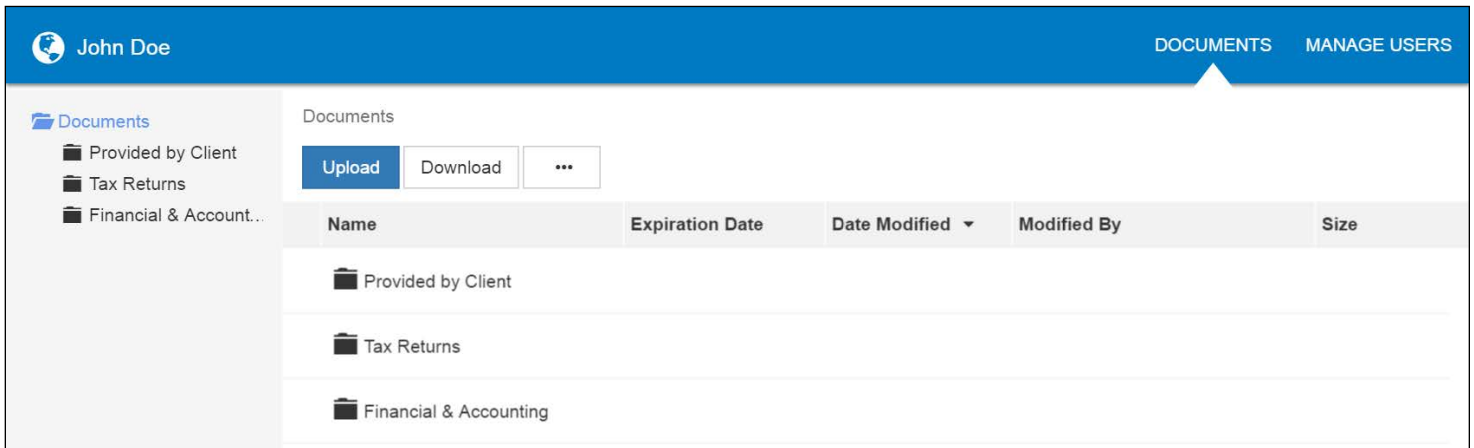 John Doe DOCUMENTS MANAGE USERS
Documents
Provided by Client
Tax Returns
Financial & Account...
Documents
Upload Download •••
Name Expiration Date Date Modified Modified By Size
Provided by Client
Tax Returns
Financial & Accounting